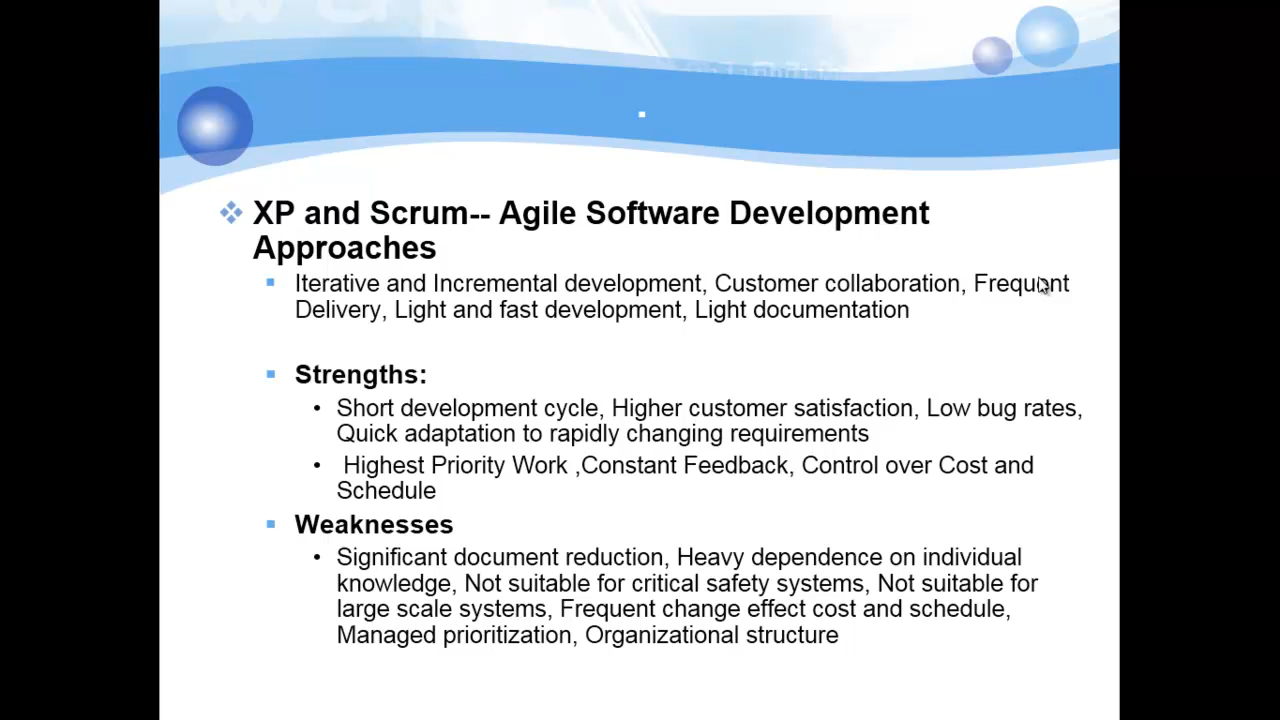 XP and Scrum-- Agile Software Development
Approaches
Iterative and Incremental development, Customer collaboration, Frequent
Delivery, Light and fast development, Light documentation
Strengths:
Short development cycle, Higher customer satisfaction, Low bug rates,
Quick adaptation to rapidly changing requirements
Highest Priority Work ,Constant Feedback, Control over Cost and
Schedule
Weaknesses
Significant document reduction, Heavy dependence on individual
knowledge, Not suitable for critical safety systems, Not suitable for
large scale systems, Frequent change effect cost and schedule,
Managed prioritization, Organizational structure